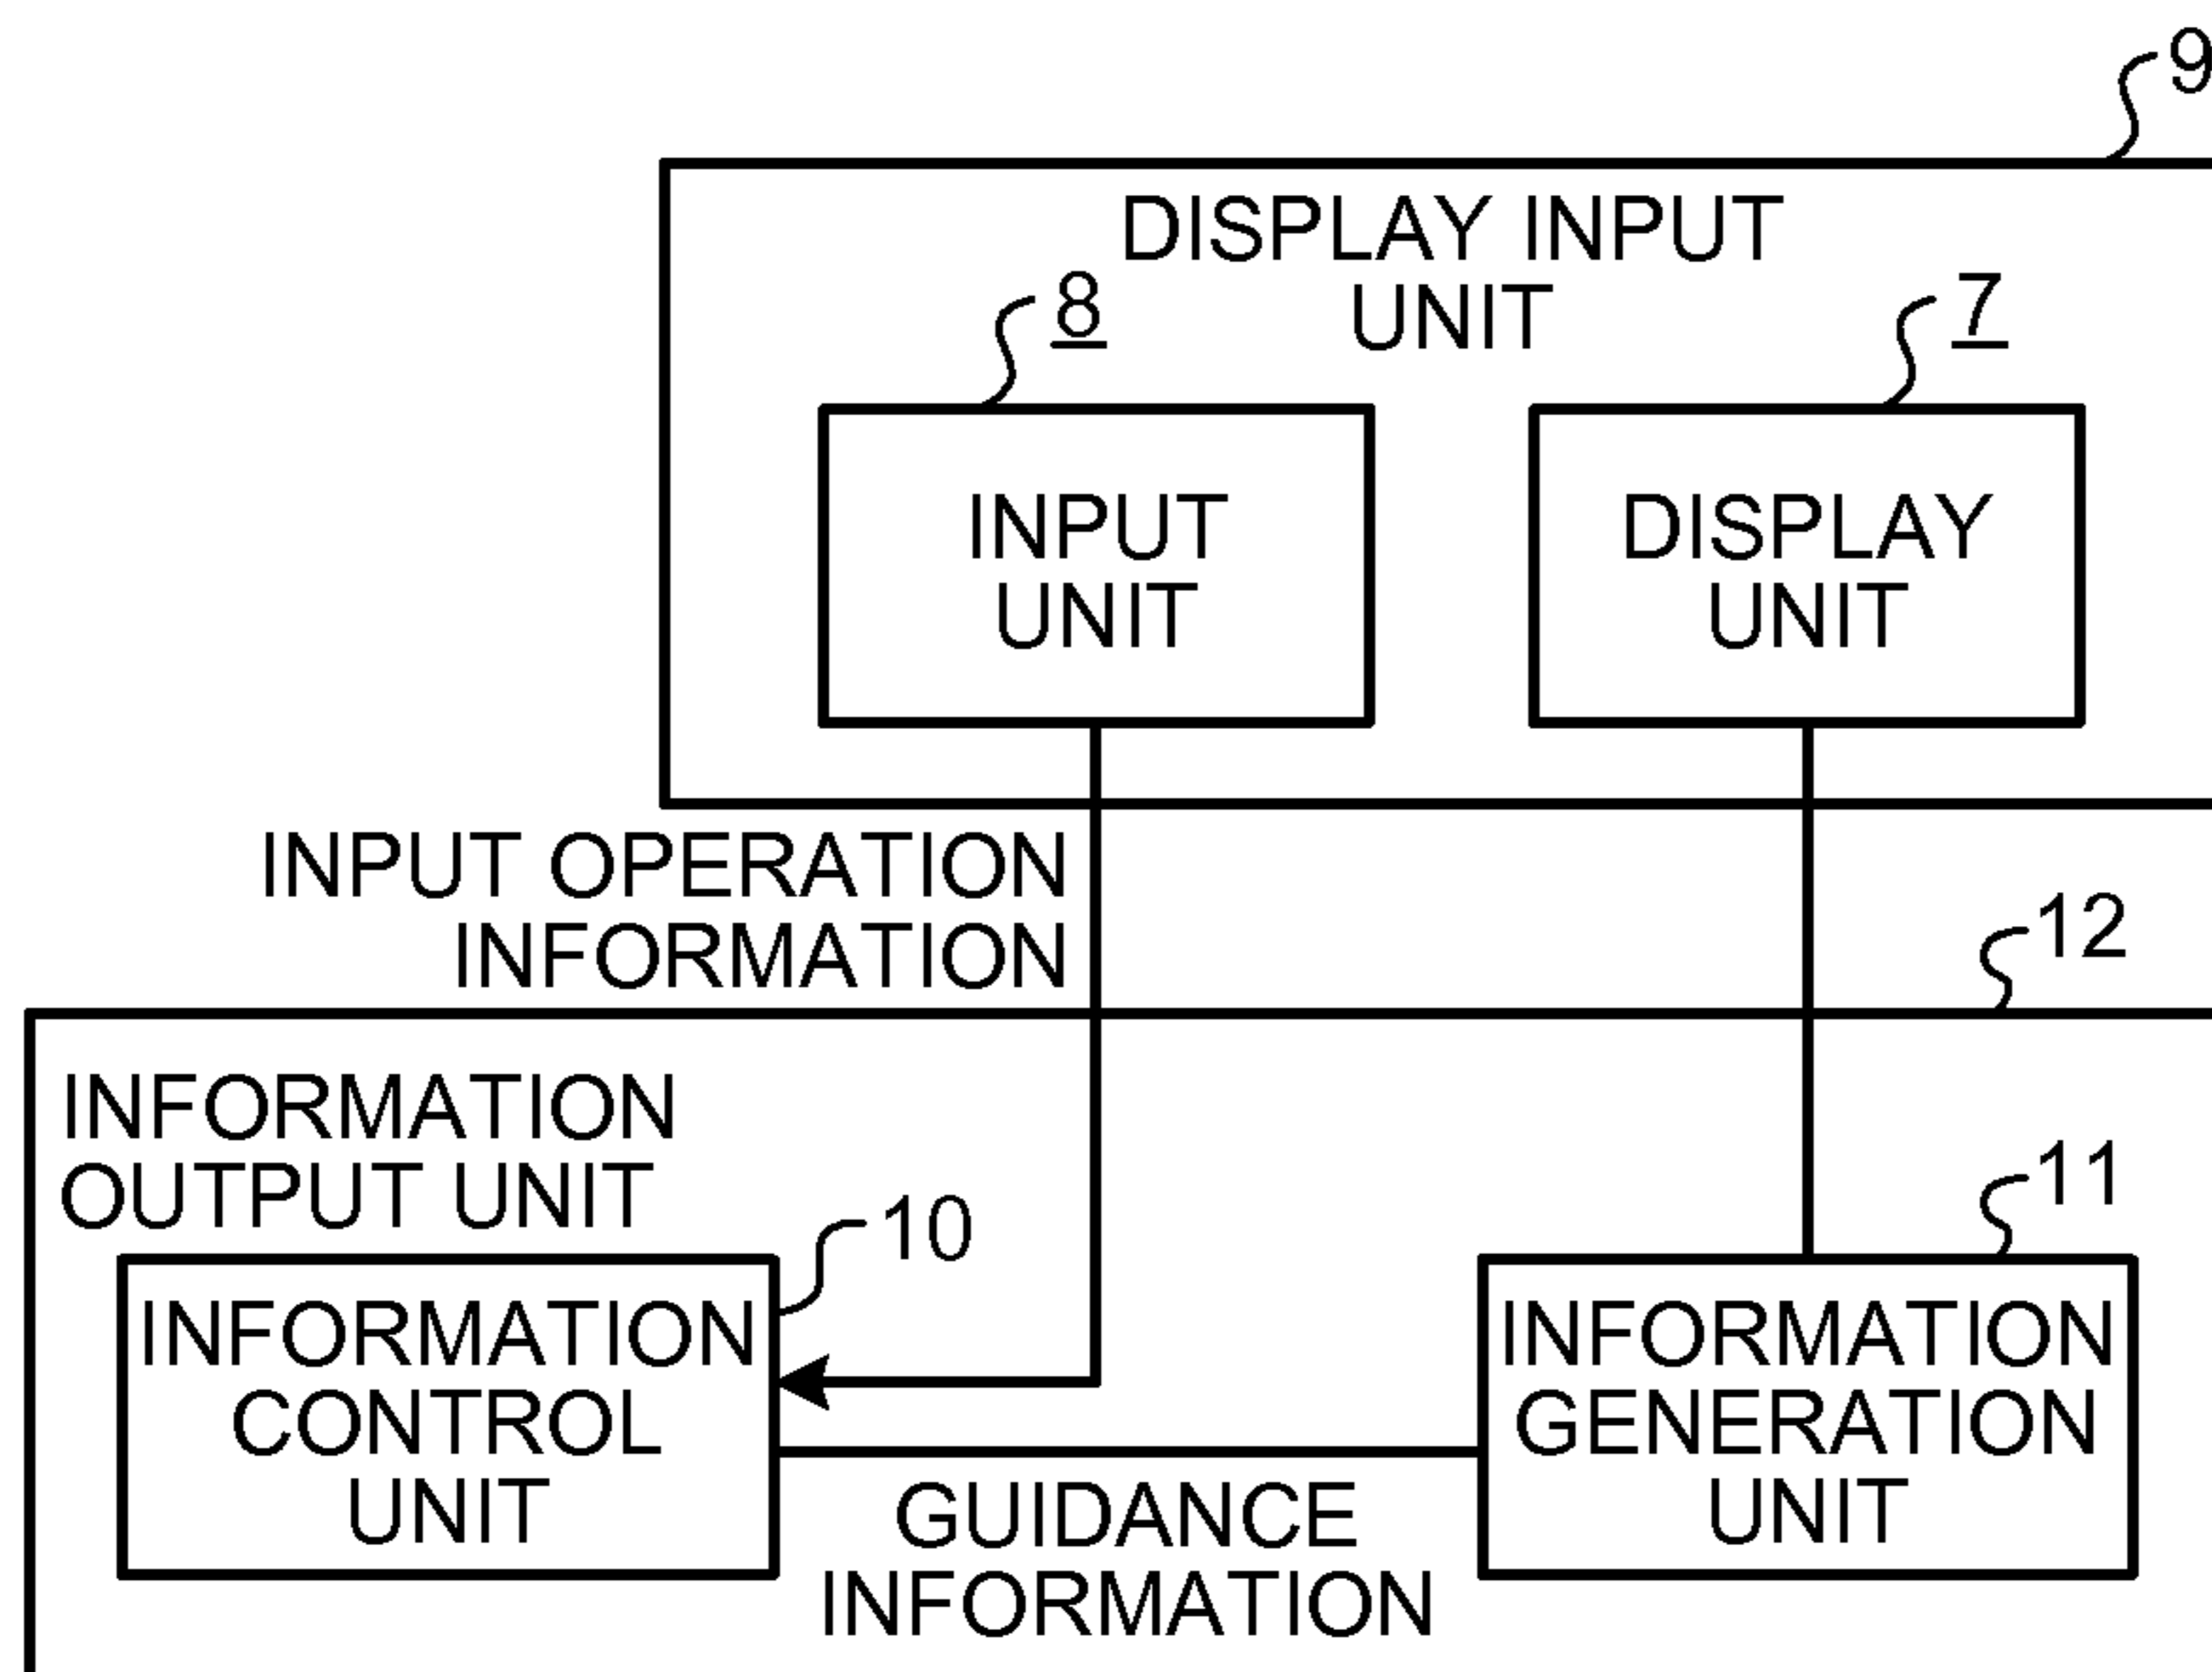 9
DISPLAY INPUT
UNIT
8
7
INPUT
UNIT
DISPLAY
UNIT
INPUT OPERATION
INFORMATION
12
INFORMATION
OUTPUT UNIT
10
11
INFORMATION
CONTROL
UNIT
INFORMATION
GENERATION
UNIT
GUIDANCE
INFORMATION